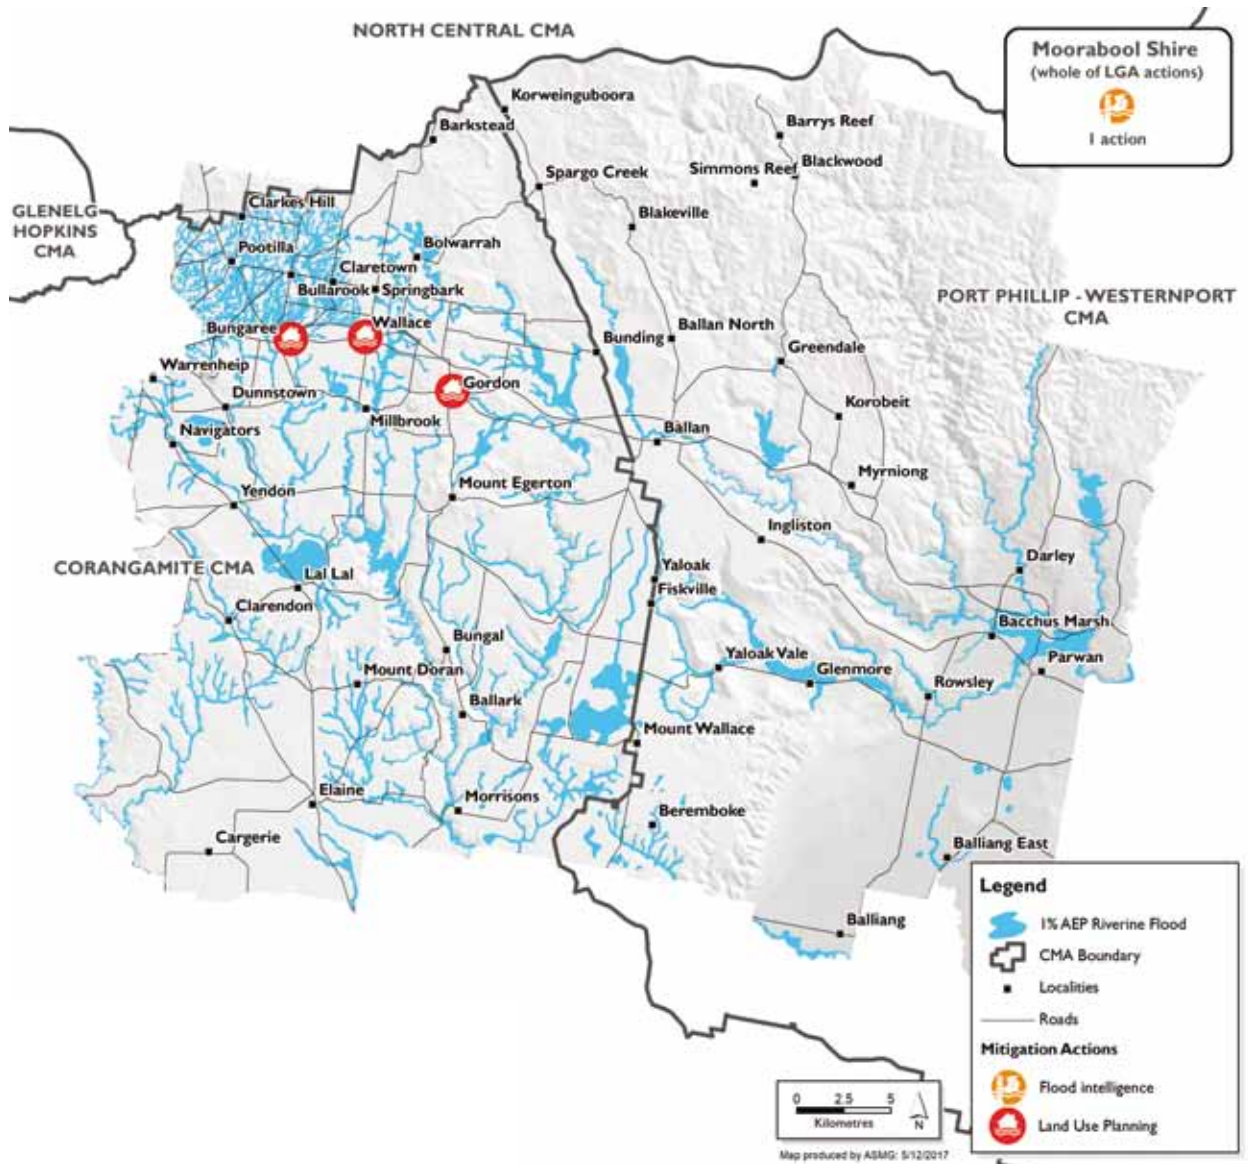 NORTH CENTRAL CMA
Moorabool Shire
(whole of LGA actions)
1 action
Korweinguboora
Barkstead
Barrys Reef
Blackwood
Simmons Reef
Spargo Creek
Blakeville
Clarkes Hill
GLENELG
HOPKINS
CMA
Pootilla
Bolwarrah
Claretown
Bullarook
Springbark
PORT PHILLIP - WESTERNPORT
CMA
Bungaree
Wallace
Ballan North
Bunding
Greendale
Warrenheip
Gordon
Dunnstown
Korobeit
Millbrook
Navigators
Ballan
Myrniong
Mount Egerton
Yendon
Ingliston
Darley
CORANGAMITE CMA
Lal Lal
Yaloak
Fiskville
Clarendon
Bacchus Marsh
Bungal
Yaloak Vale
Parwan
Mount Doran
Glenmore
Rowsley
Ballark
Mount Wallace
Elaine
Morrisons
Beremboke
Cargerie
Balliang East
Balliang
Legend
1% AEP Riverine Flood
CMA Boundary
Localities
Roads
Mitigation Actions
Flood intelligence
Land Use Planning
0 2.5 5
Kilometres
N
Map produced by ASMG: 5/12/2017